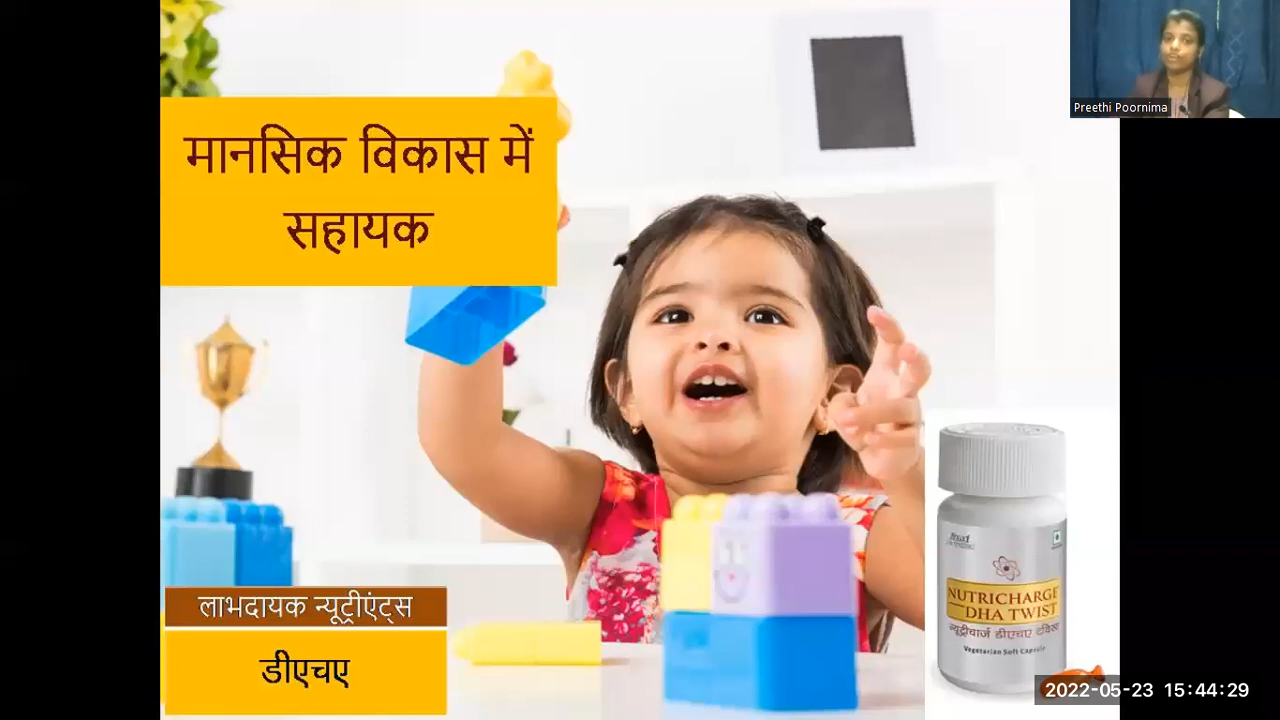 मानसिक विकास में
सहायक
Preethi Poornima
लाभदायक न्यूट्रीएंट्स
डीएचए
NUTRICHARGE
DHA TWIST
न्यूट्रीचार्ज डीएचए ट्विस्ट
Vegetarian Soft Capsule
2022-05-23 15:44:29